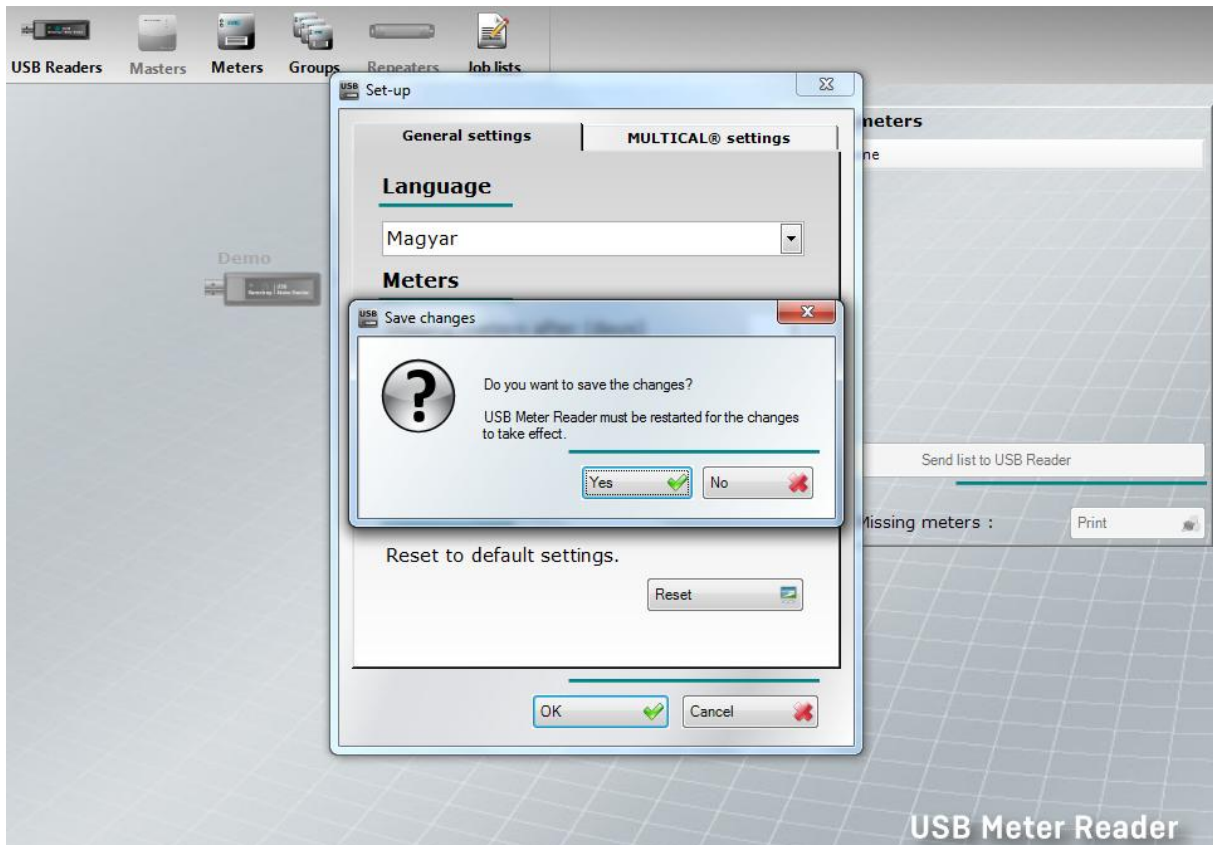 USB Readers
Masters
Meters
Groups
Repeaters
Job lists
Set-up
General settings
MULTICAL® settings
Language
Magyar
Meters
Demo
Save changes
Do you want to save the changes?
USB Meter Reader must be restarted for the changes
to take effect.
Yes
No
Reset to default settings.
Reset
OK
Cancel
meters
ne
Send list to USB Reader
Missing meters :
Print
USB Meter Reader